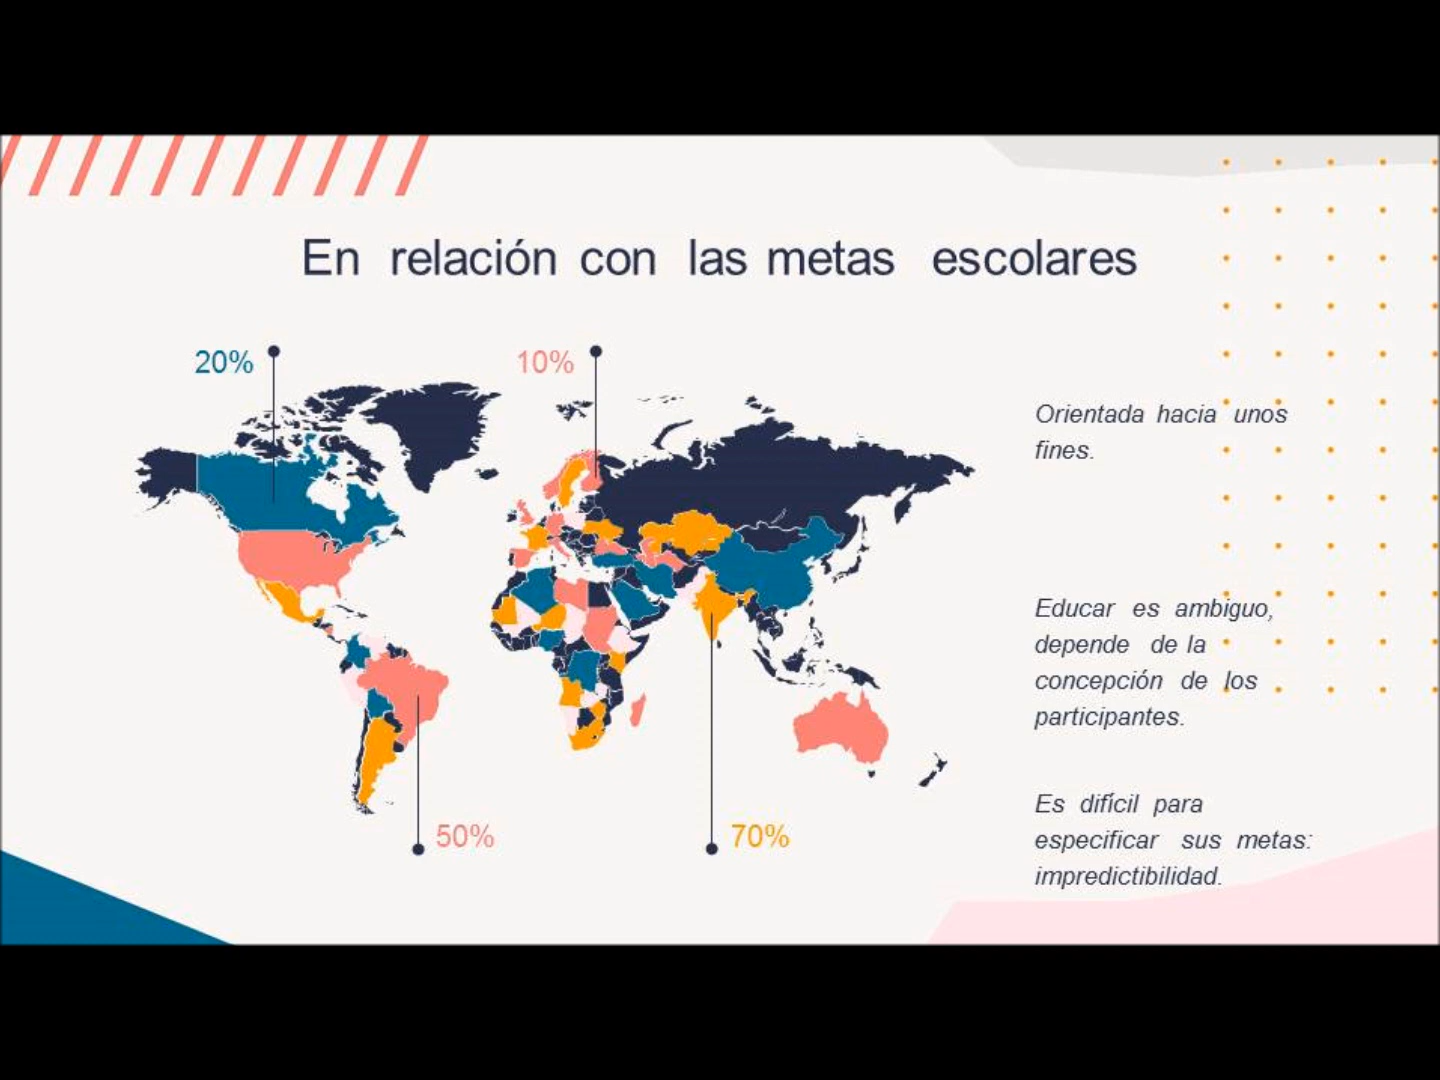 En relación con las metas escolares
20%
10%
Orientada hacia unos
fines.
Educar es ambiguo,
depende de la
concepción de los
participantes.
Es difícil para
especificar sus metas:
impredictibilidad.
50%
70%